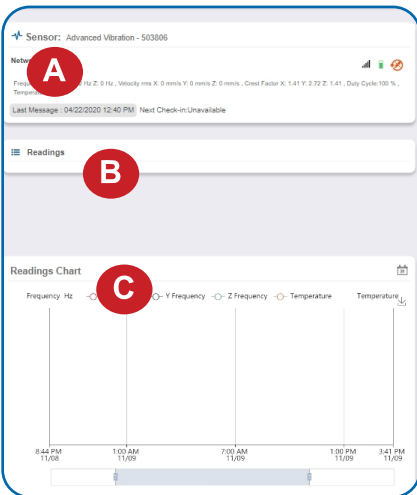 Sensor: Advanced Vibration - 503806
A
Hz Z: 0 Hz , Velocity rms X: 0 mm/s Y: 0 mm/s Z: 0 mm/s , Crest Factor X: 1.41 Y: 2.72 Z: 1.41 , Duty Cycle:100 % ,
Last Message : 04/22/2020 12:40 PM Next Check-in:Unavailable
Readings
B
Readings Chart
31
C
Frequency Hz Y Frequency Z Frequency Temperature Temperature
8:44 PM 1:00 AM 7:00 AM 1:00 PM 3:41 PM
11/08 11/09 11/09 11/09 11/09